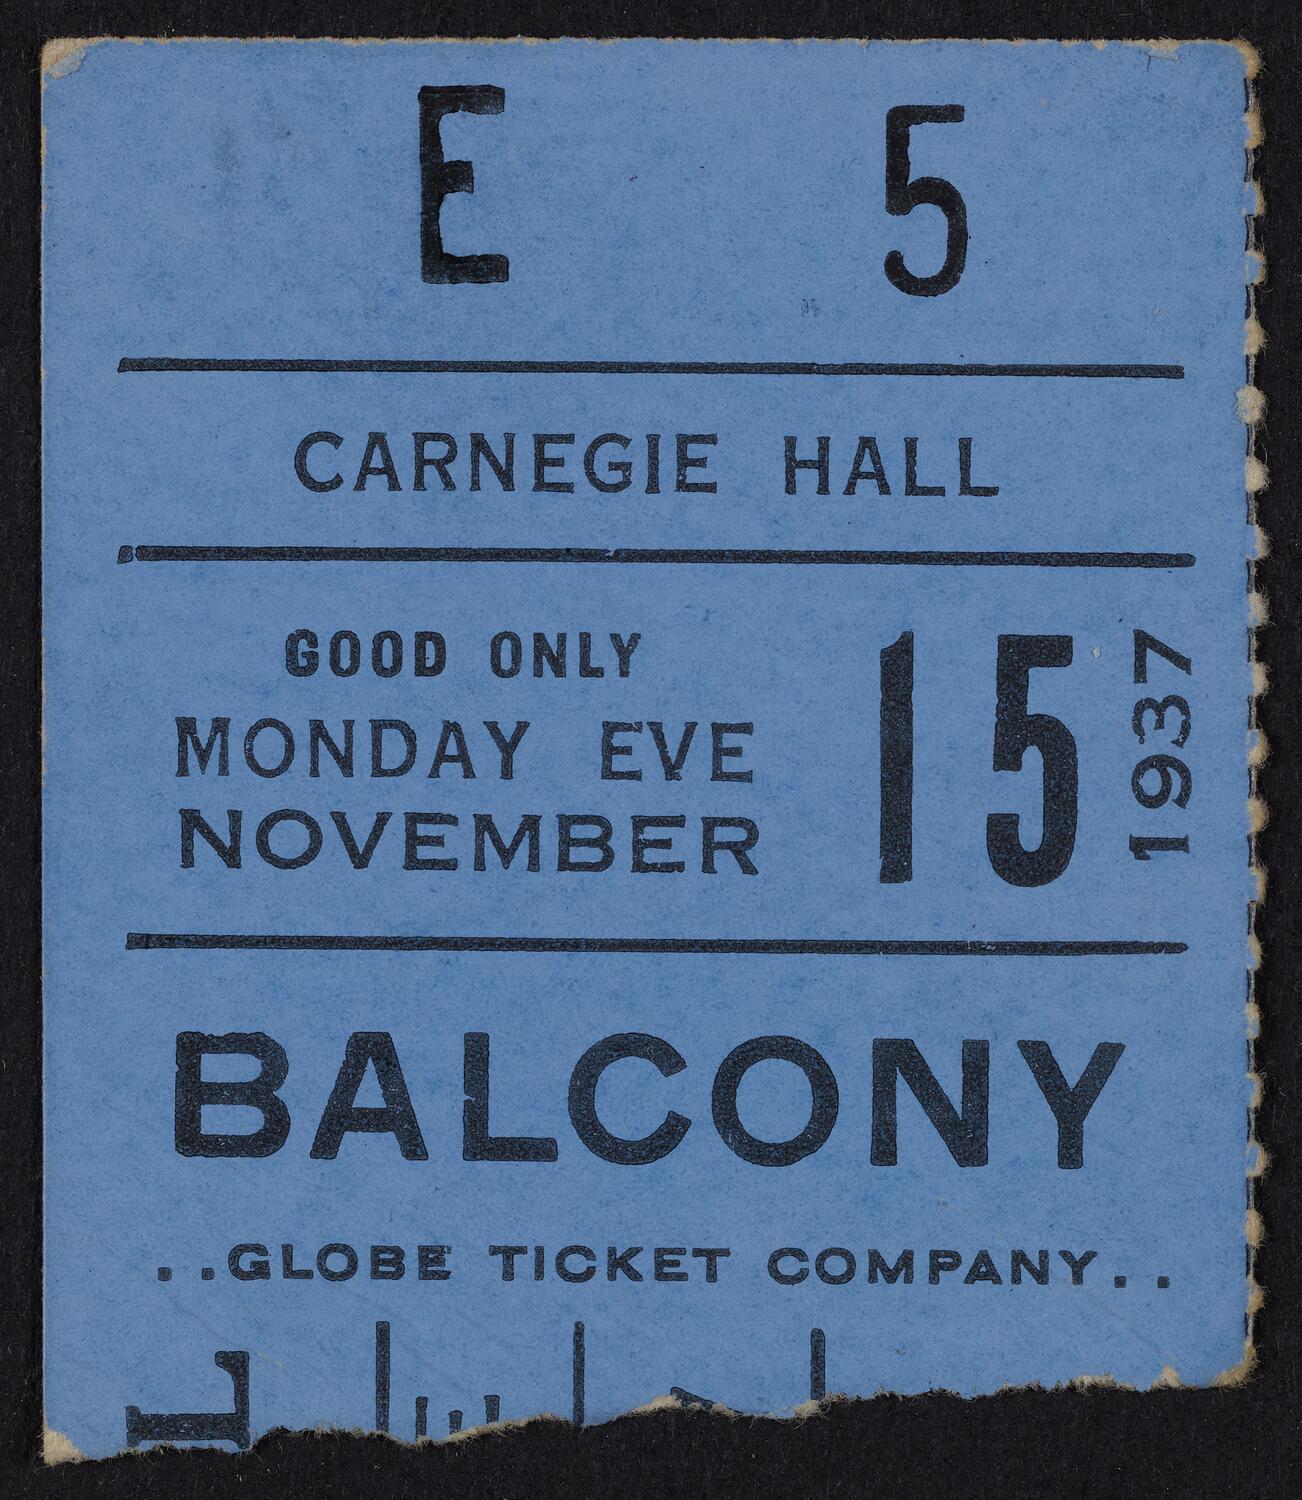 E 5
CARNEGIE HALL
GOOD ONLY
MONDAY EVE
NOVEMBER
15
1937
BALCONY
..GLOBE TICKET COMPANY..